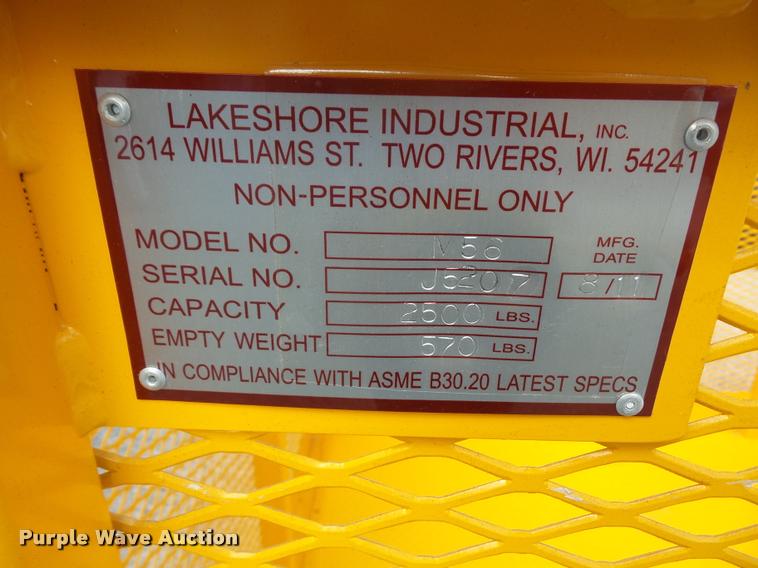 LAKESHORE INDUSTRIAL, INC.
2614 WILLIAMS ST. TWO RIVERS, WI. 54241
NON-PERSONNEL ONLY
MODEL NO. M56 MFG. DATE
SERIAL NO. J5207 8/11
CAPACITY 2500 LBS.
EMPTY WEIGHT 570 LBS.
IN COMPLIANCE WITH ASME B30.20 LATEST SPECS
Purple Wave Auction